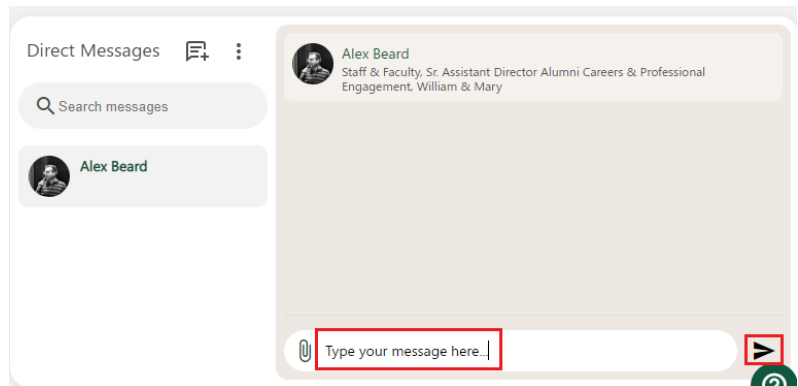 Direct Messages
Search messages
Alex Beard
Alex Beard
Staff & Faculty, Sr. Assistant Director Alumni Careers & Professional
Engagement, William & Mary
Type your message here...
?